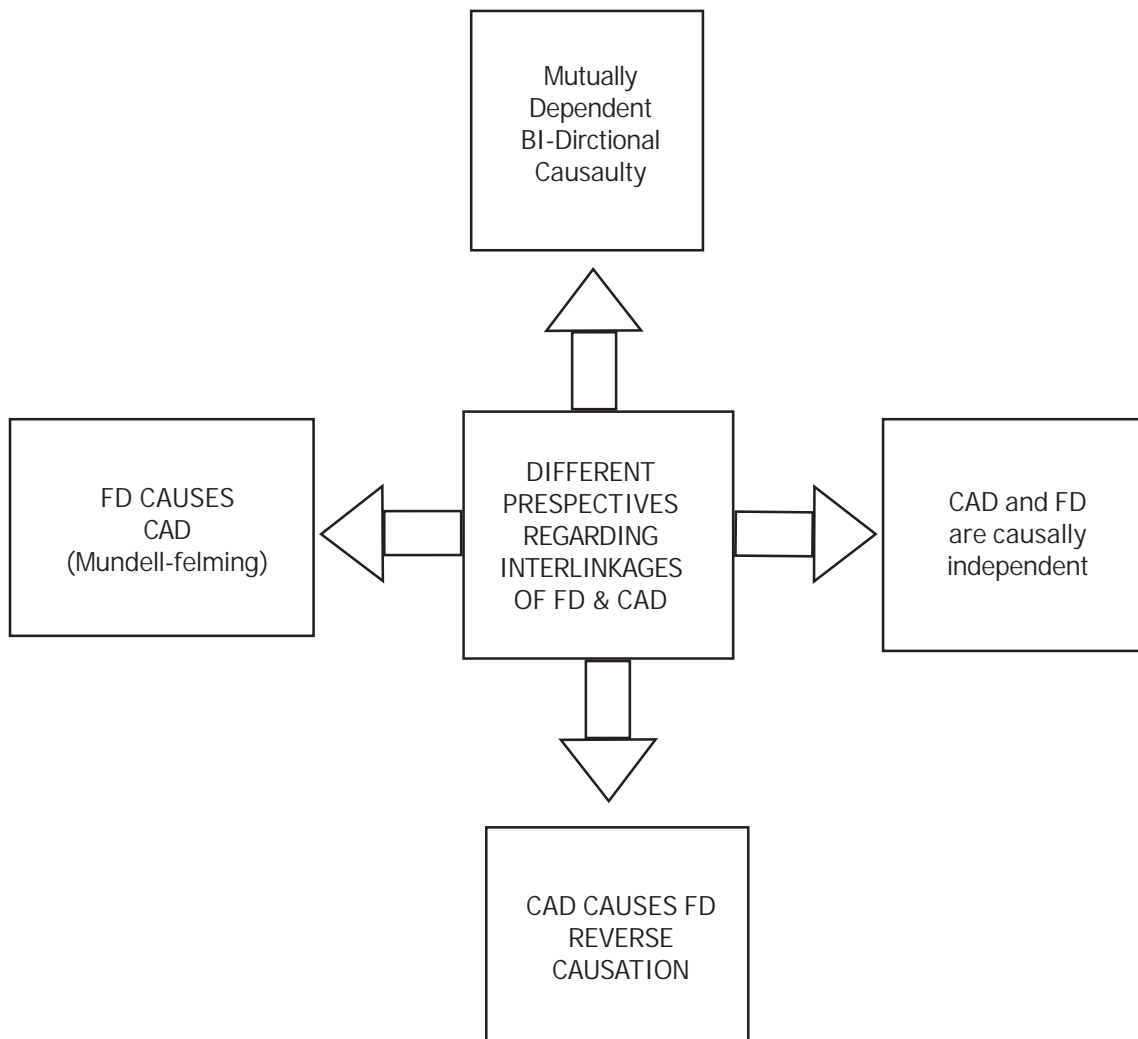 Mutually
Dependent
BI-Dirctional
Causaulty
FD CAUSES
CAD
(Mundell-felming)
DIFFERENT
PRESPECTIVES
REGARDING
INTERLINKAGES
OF FD & CAD
CAD and FD
are causally
independent
CAD CAUSES FD
REVERSE
CAUSATION